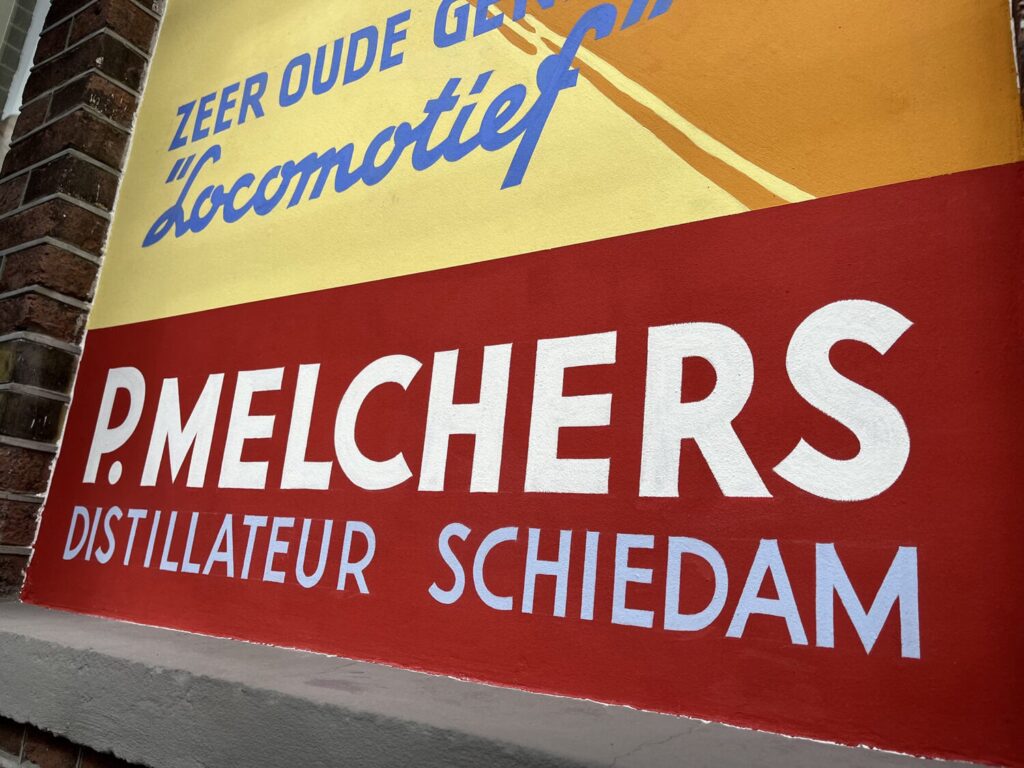 ZEER OUDE
"Locomotief"
P. MELCHERS
DISTILLATEUR SCHIEDAM